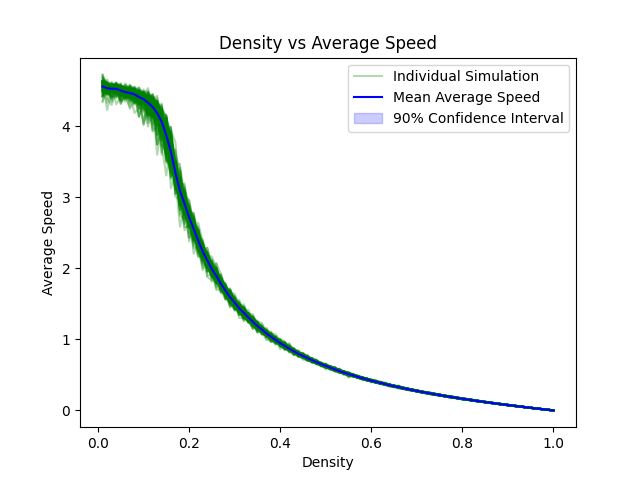 Density vs Average Speed
Individual Simulation
Mean Average Speed
90% Confidence Interval
4
3
2
1
0
Average Speed
0.0 0.2 0.4 0.6 0.8 1.0
Density